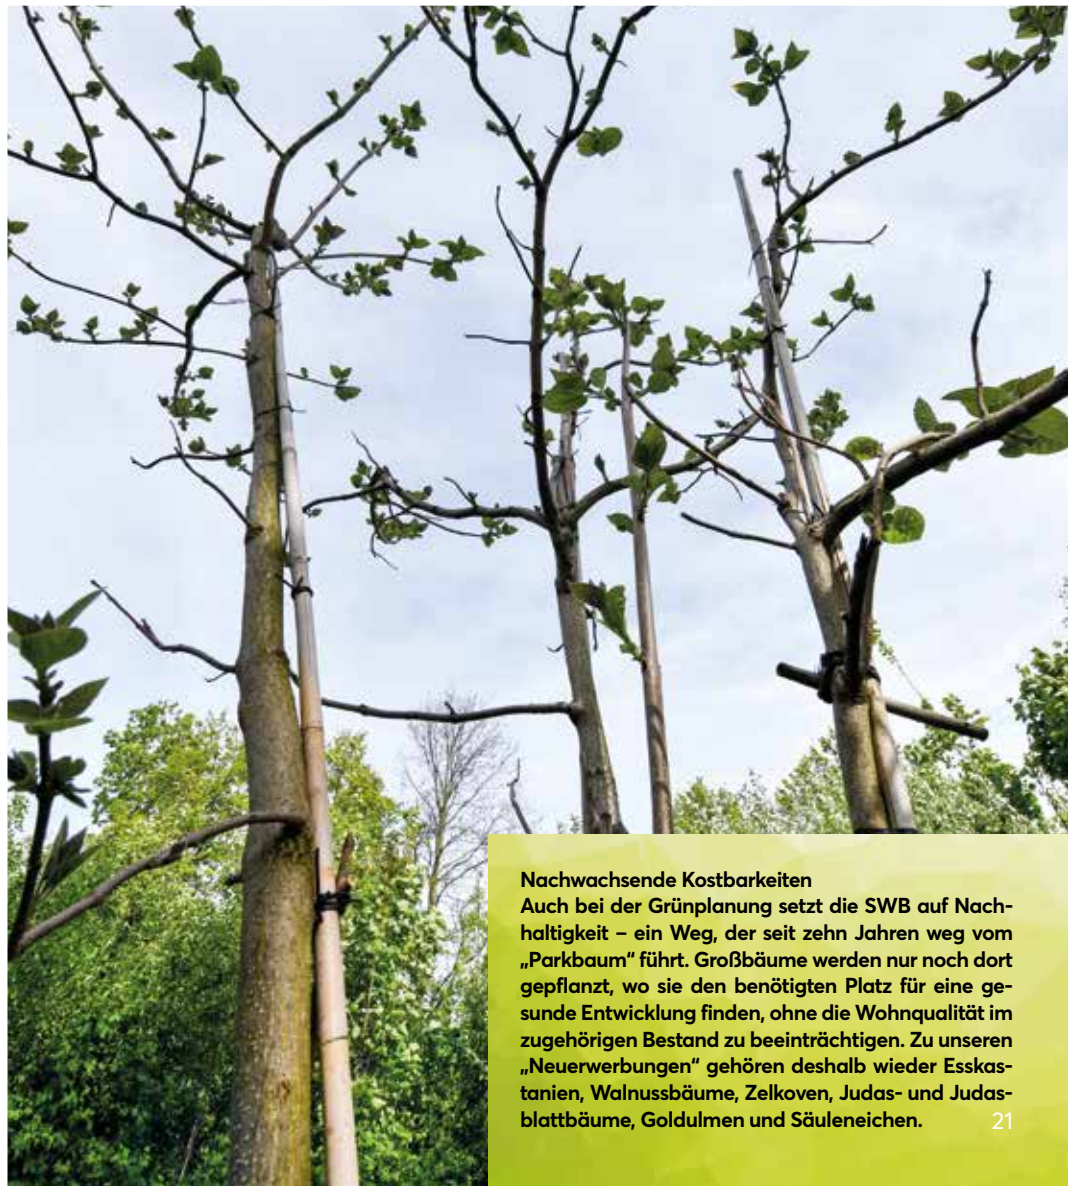 Nachwachsende Kostbarkeiten
Auch bei der Grünplanung setzt die SWB auf Nach-
haltigkeit – ein Weg, der seit zehn Jahren weg vom
„Parkbaum“ führt. Großbäume werden nur noch dort
gepflanzt, wo sie den benötigten Platz für eine ge-
sunde Entwicklung finden, ohne die Wohnqualität im
zugehörigen Bestand zu beeinträchtigen. Zu unseren
„Neuerwerbungen“ gehören deshalb wieder Esskas-
tanien, Walnussbäume, Zelkoven, Judas- und Judas-
blattbäume, Goldulmen und Säuleneichen.
21